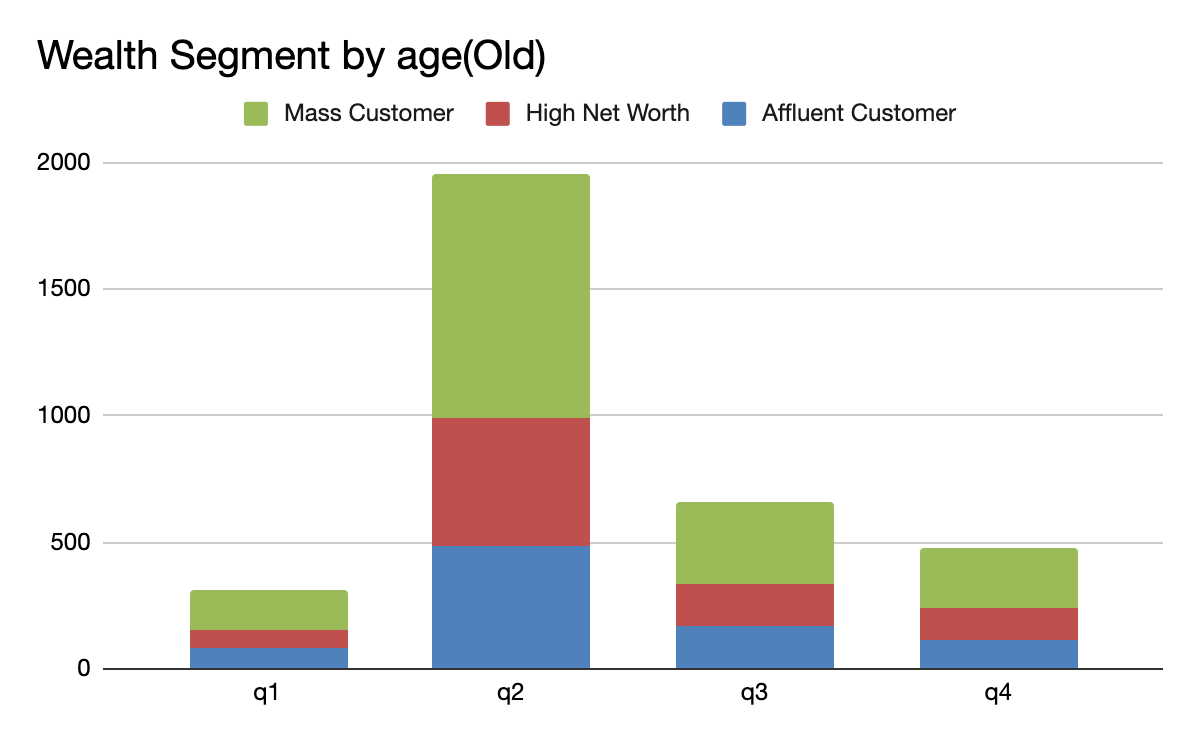 Wealth Segment by age(Old)
Mass Customer High Net Worth Affluent Customer
2000
1500
1000
500
0
q1 q2 q3 q4